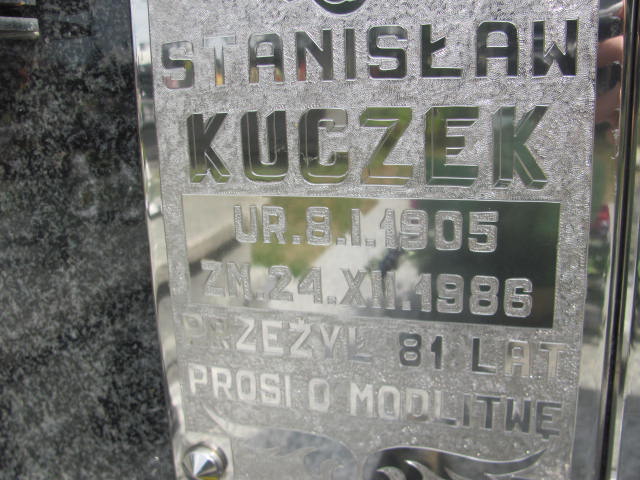 STANISŁAW
KUCZEK
UR.8.I.1905
ZM.24.XII.1986
PRZEŻYŁ 81 LAT
PROSI O MODLITWĘ